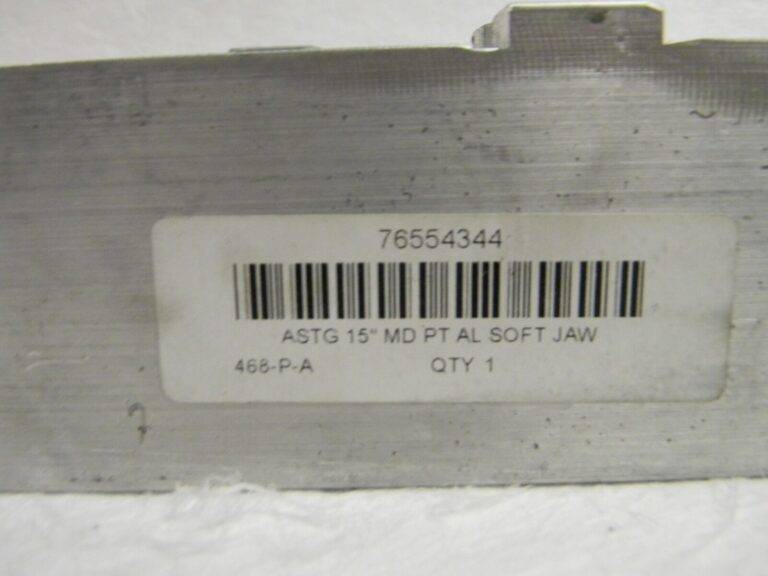 76554344
ASTG 15" MD PT AL SOFT JAW
468-P-A QTY 1